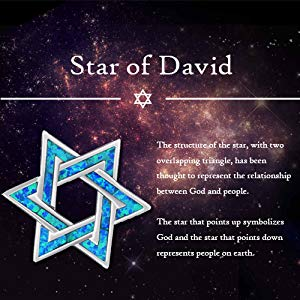 Star of David
The structure of the star, with two
overlapping triangle, has been
thought to represent the relationship
between God and people.
The star that points up symbolizes
God and the star that points down
represents people on earth.